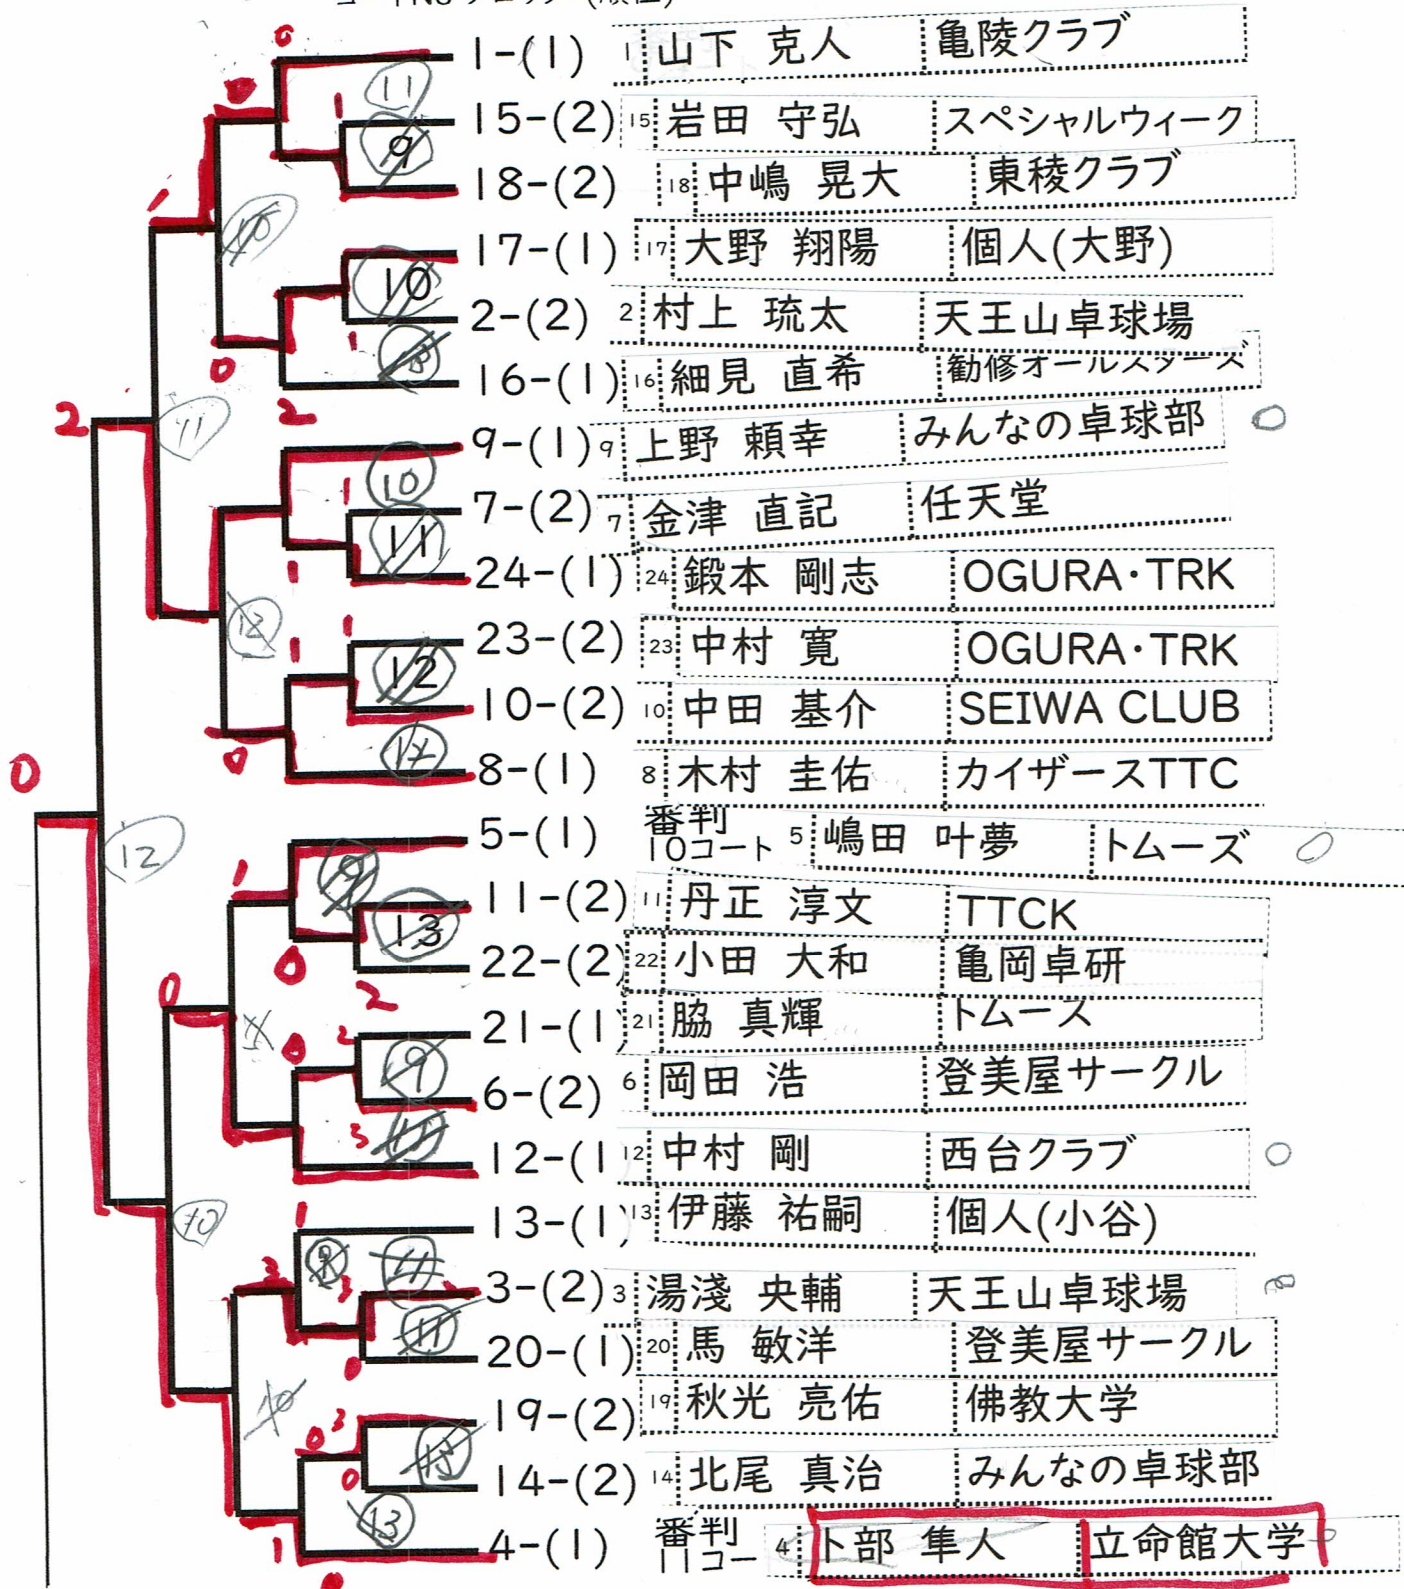 1-(1) 1 山下 克人 亀陵クラブ
15-(2) 15 岩田 守弘 スペシャルウィーク
18-(2) 18 中嶋 晃大 東稜クラブ
17-(1) 17 大野 翔陽 個人(大野)
2-(2) 2 村上 琉太 天王山卓球場
16-(1) 16 細見 直希 勧修オールスターズ
9-(1) 9 上野 頼幸 みんなの卓球部
7-(2) 7 金津 直記 任天堂
24-(1) 24 鍛本 剛志 OGURA・TRK
23-(2) 23 中村 寛 OGURA・TRK
10-(2) 10 中田 基介 SEIWA CLUB
8-(1) 8 木村 圭佑 カイザースTTC
5-(1) 審判 10コート 5 嶋田 叶夢 トムーズ
11-(2) 11 丹正 淳文 TTCK
22-(2) 22 小田 大和 亀岡卓研
21-(1 21 脇 真輝 トムーズ
6-(2) 6 岡田 浩 登美屋サークル
12-(1 12 中村 剛 西台クラブ
13-(1) 13 伊藤 祐嗣 個人(小谷)
3-(2) 3 湯淺 央輔 天王山卓球場
20-(1) 20 馬 敏洋 登美屋サークル
19-(2) 19 秋光 亮佑 佛教大学
14-(2) 14 北尾 真治 みんなの卓球部
4-(1) 審判 11コー 4 卜部 隼人 立命館大学